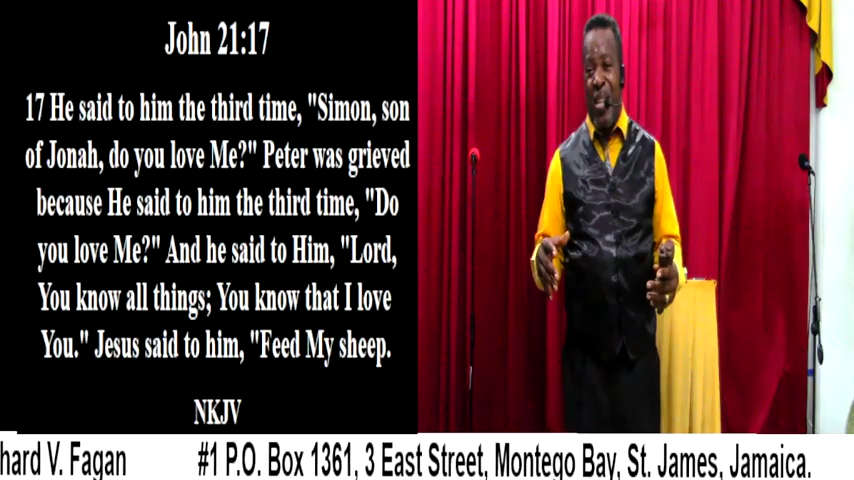 John 21:17
17 He said to him the third time, "Simon, son
of Jonah, do you love Me?" Peter was grieved
because He said to him the third time, "Do
you love Me?" And he said to Him, "Lord,
You know all things; You know that I love
You." Jesus said to him, "Feed My sheep.
NKJV
hard V. Fagan #1 P.O. Box 1361, 3 East Street, Montego Bay, St. James, Jamaica.